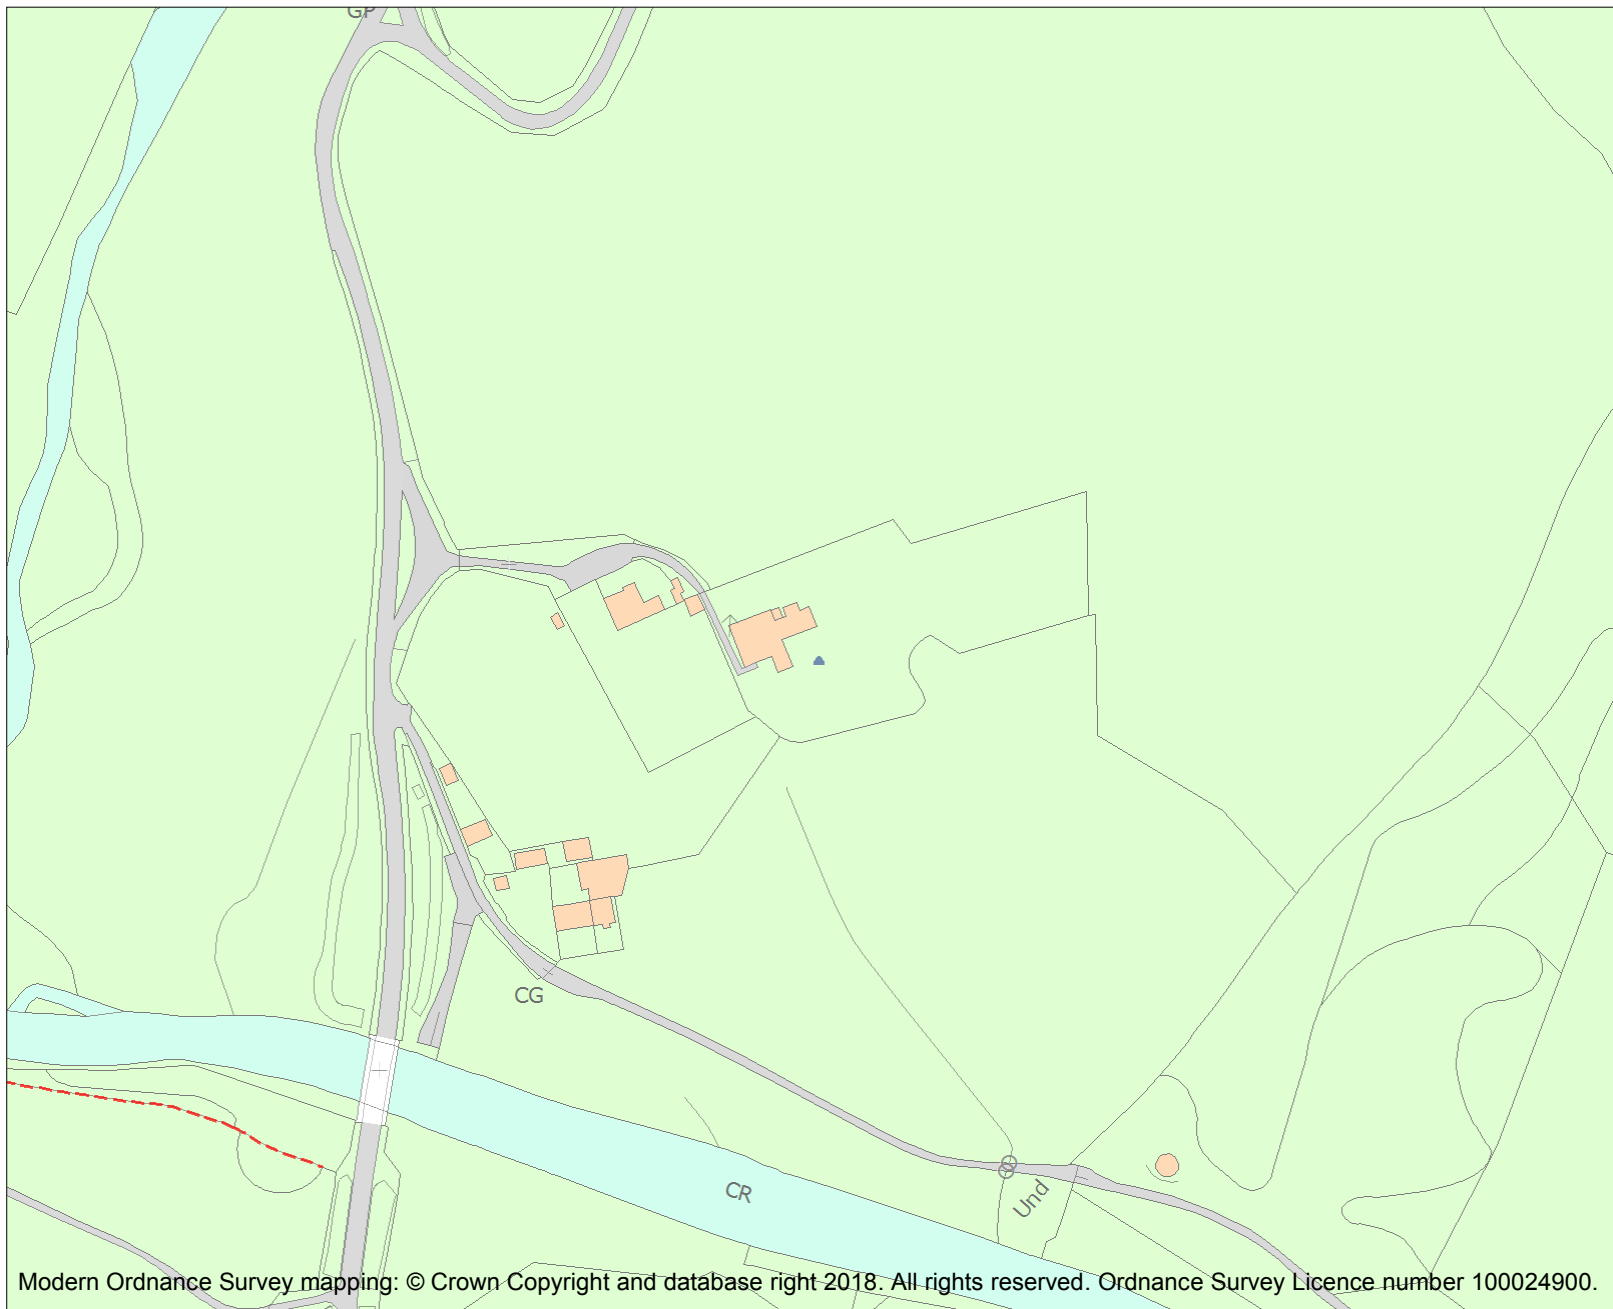 GP
CG
CR
Und
Modern Ordnance Survey mapping: © Crown Copyright and database right 2018. All rights reserved. Ordnance Survey Licence number 100024900.